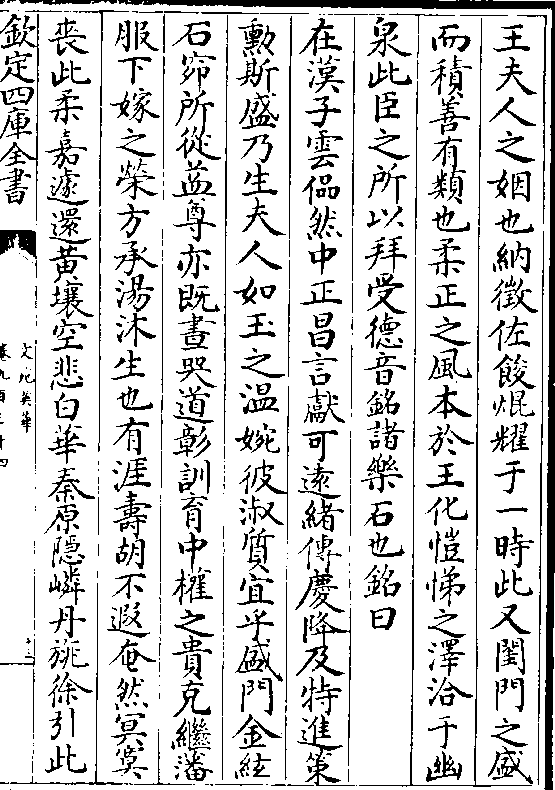 王夫人之姻也納徵佐餕焜耀于一時此又閨門之盛
而積善有類也柔正之風本於王化愷悌之澤洽于幽
泉此臣之所以拜受德音銘諸樂石也銘曰
在漢子雲偘然中正昌言獻可遠緒傳慶降及特進策
勳斯盛乃生夫人如玉之溫婉彼淑質宜乎盛門金紘
石窌所從益尊亦既晝哭道彰訓育中櫂之貴克繼藩
服下嫁之榮方承湯沐生也有涯壽胡不遐奄然冥寞
喪此柔嘉遽還黃壤空悲白華秦原隱嶙丹旐徐引此
欽定四庫全書
文苑英華
卷九百三十四